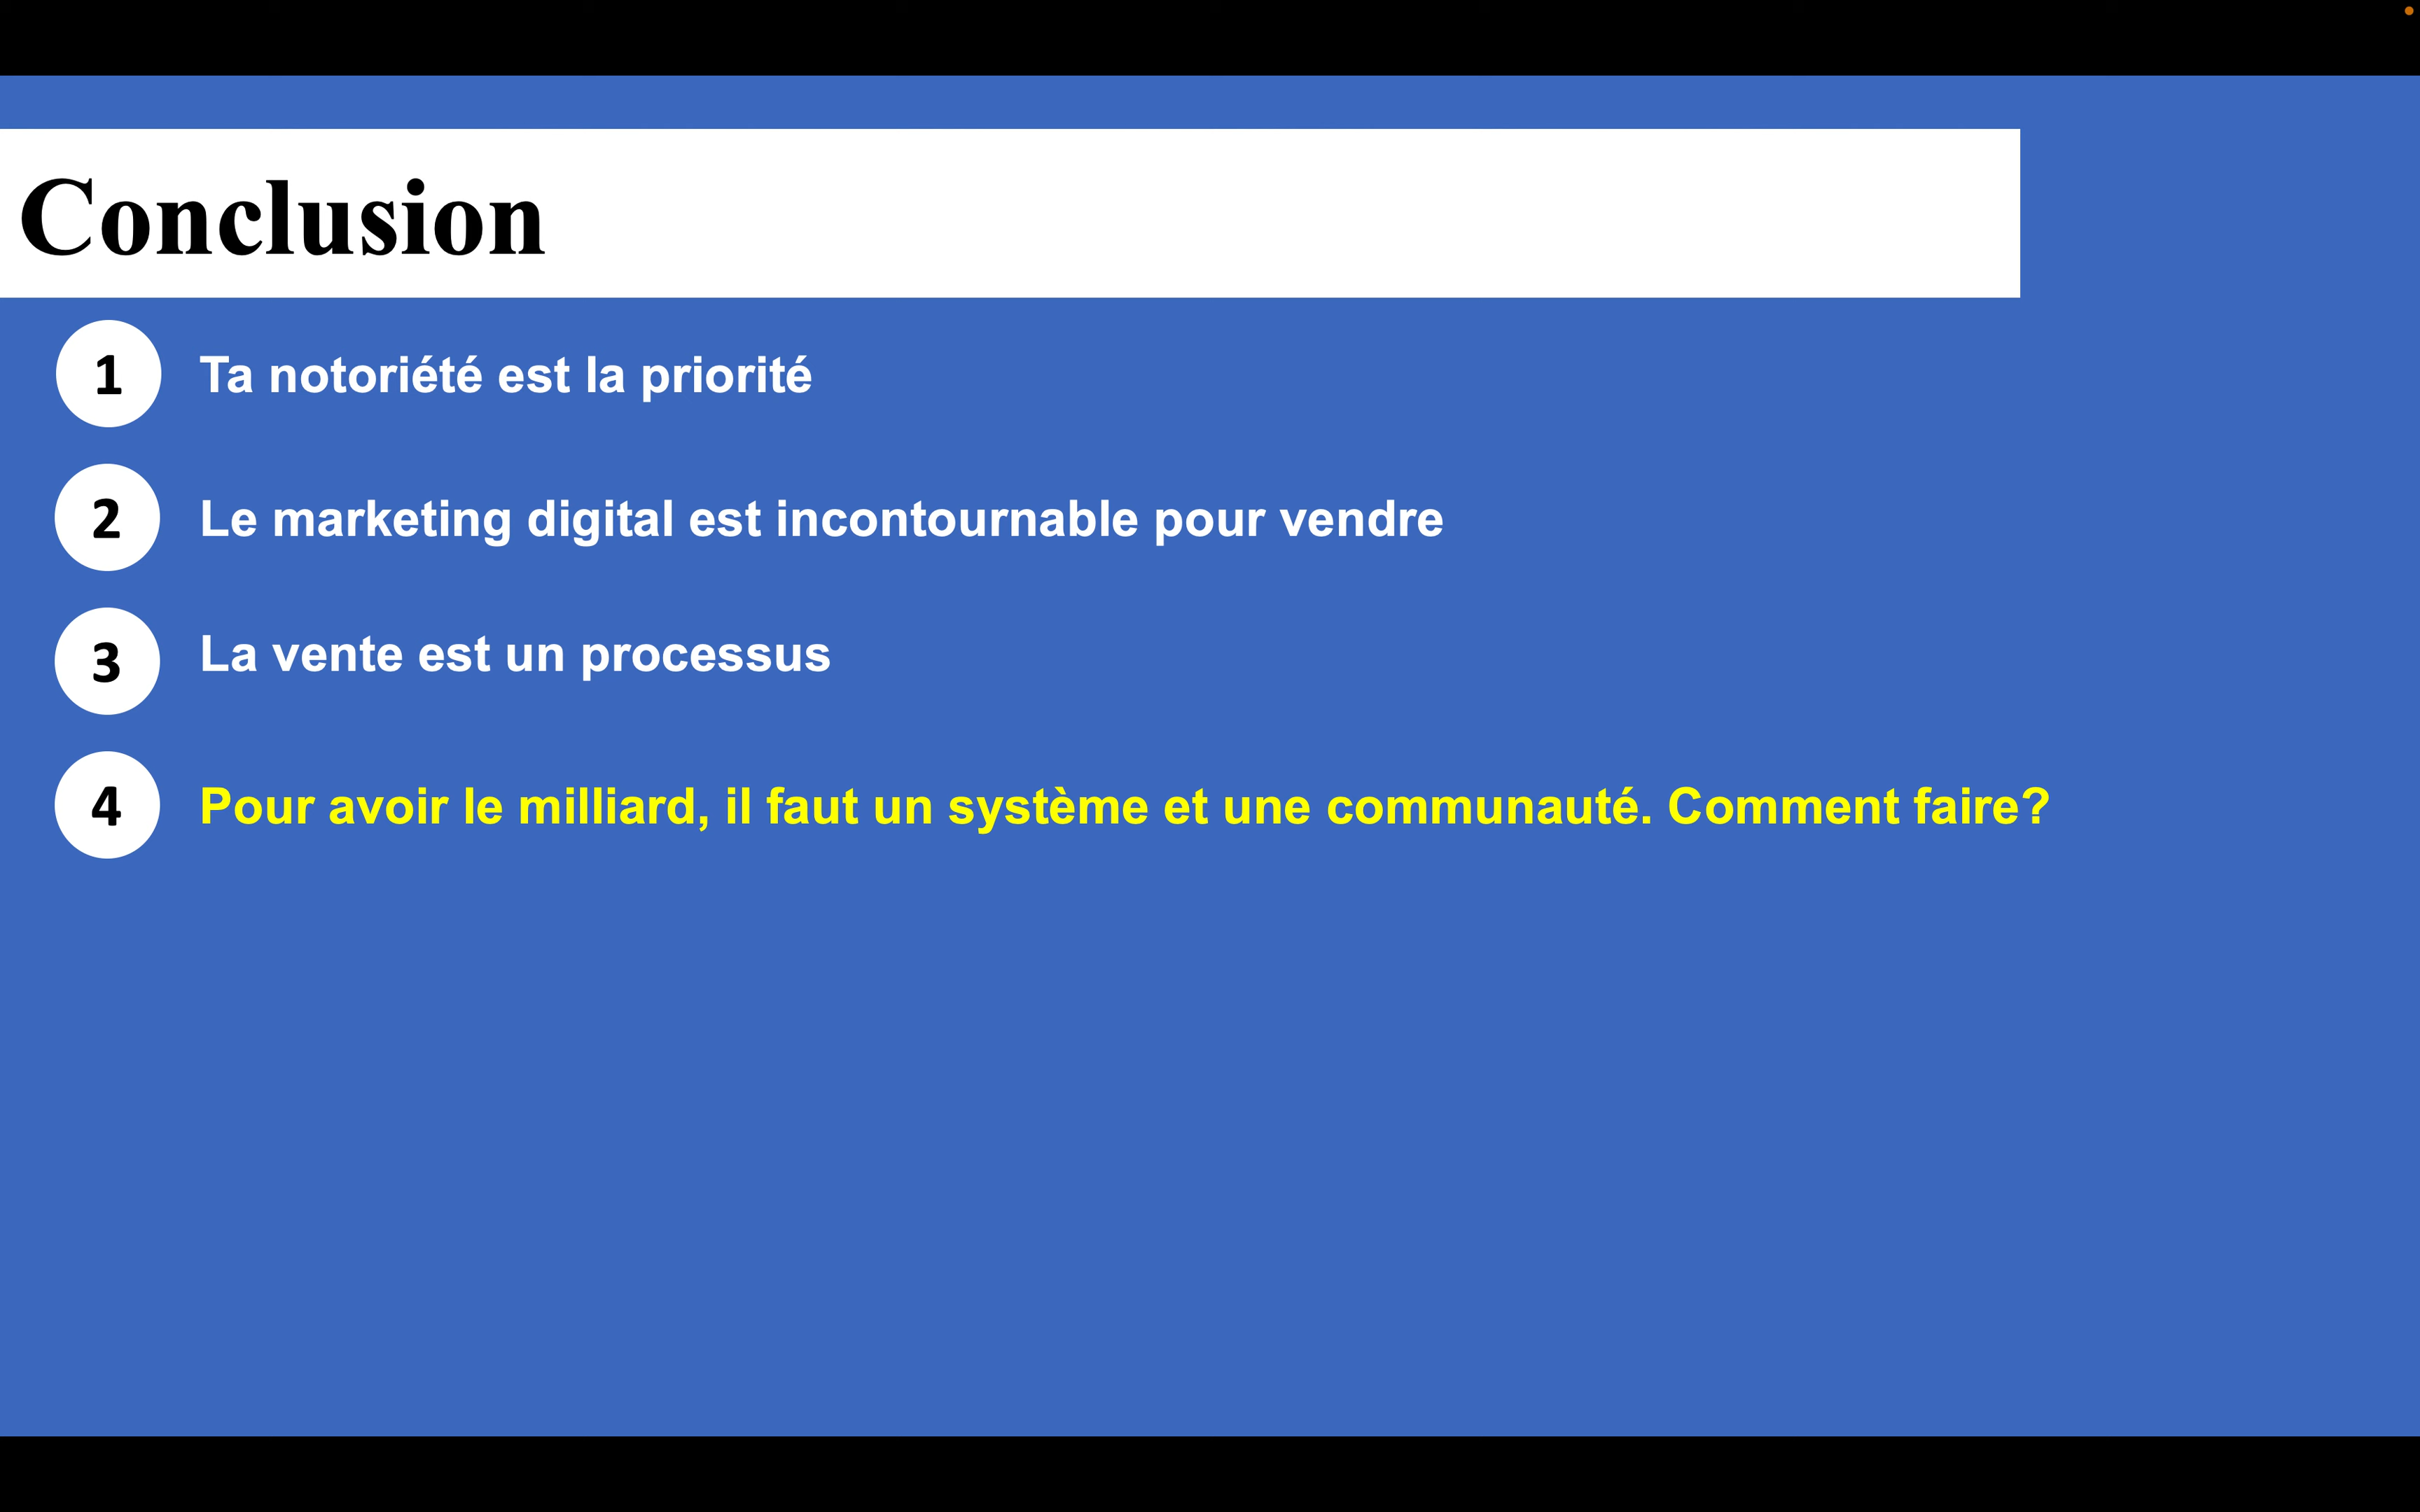 Conclusion
1 Ta notoriété est la priorité
2 Le marketing digital est incontournable pour vendre
3 La vente est un processus
4 Pour avoir le milliard, il faut un système et une communauté. Comment faire?